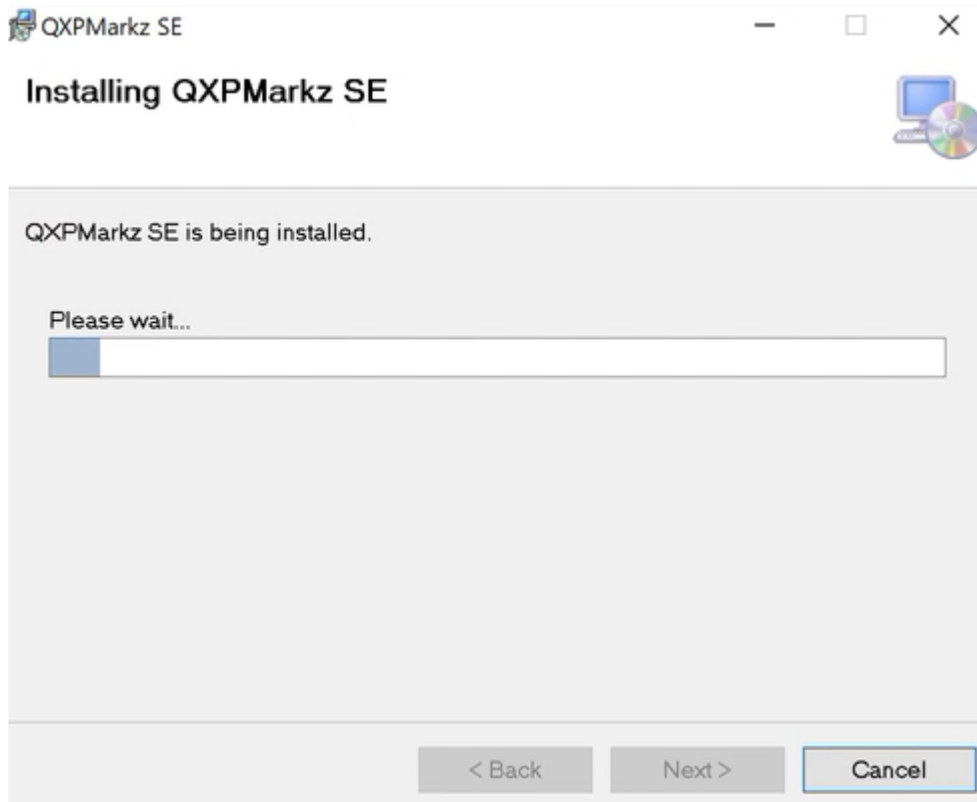 QXPMarkz SE
Installing QXPMarkz SE
QXPMarkz SE is being installed.
Please wait...
< Back
Next >
Cancel